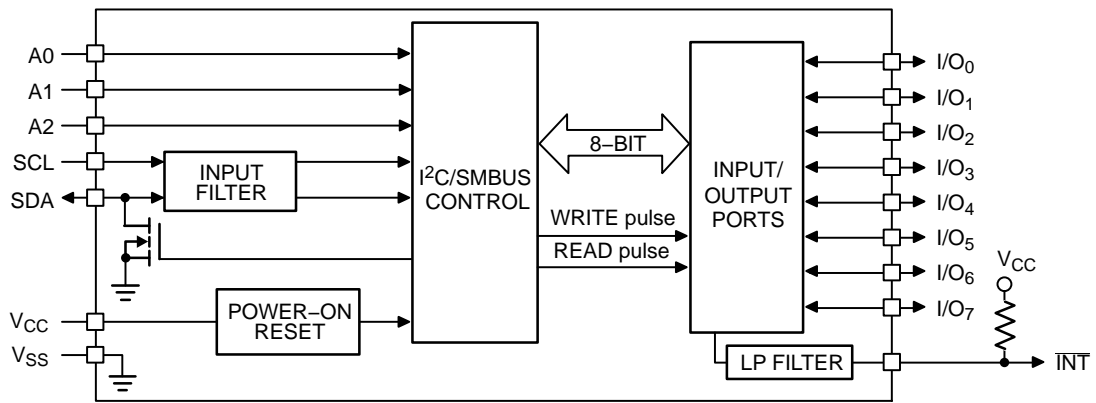 A0
A1
A2
SCL
SDA
VCC
VSS
INPUT
FILTER
POWER–ON
RESET
I²C/SMBUS
CONTROL
8–BIT
WRITE pulse
READ pulse
INPUT/
OUTPUT
PORTS
LP FILTER
I/O₀
I/O₁
I/O₂
I/O₃
I/O₄
I/O₅
I/O₆
I/O₇
VCC
I̅N̅T̅